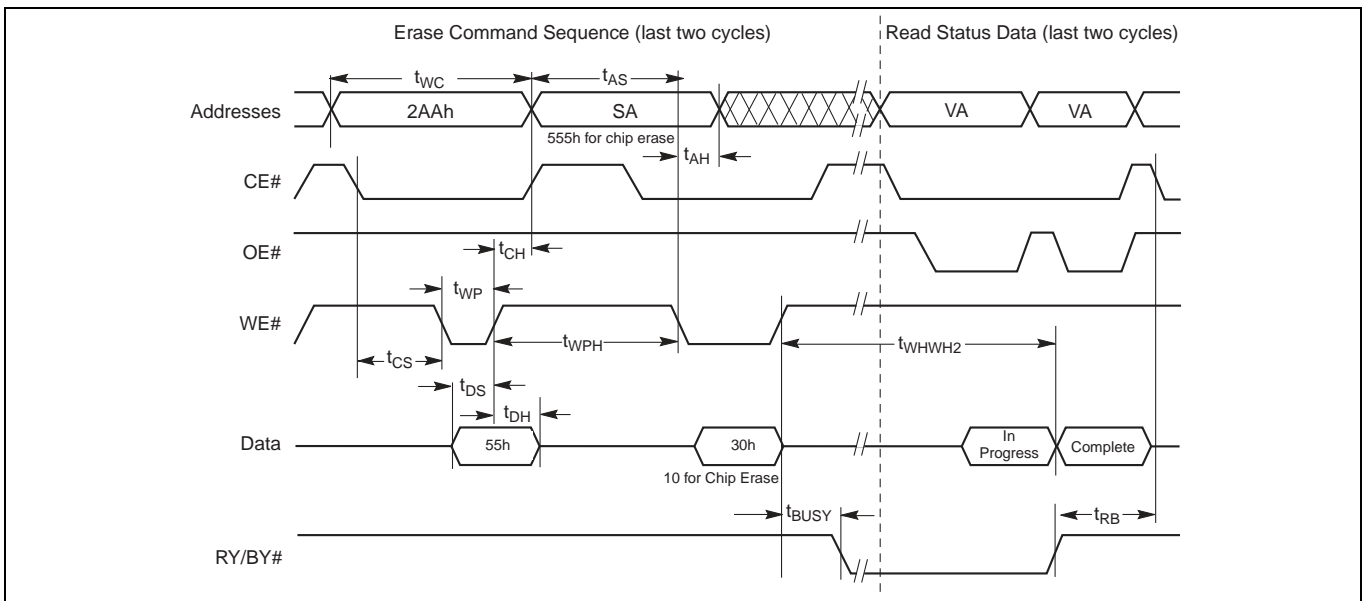 Erase Command Sequence (last two cycles) Read Status Data (last two cycles)
tWC tAS
Addresses 2AAh SA VA VA
555h for chip erase
tAH
CE#
tCH
OE#
tWP
WE#
tWPH tWHWH2
tCS
tDS
tDH
Data 55h 30h In Progress Complete
10 for Chip Erase
tBUSY tRB
RY/BY#